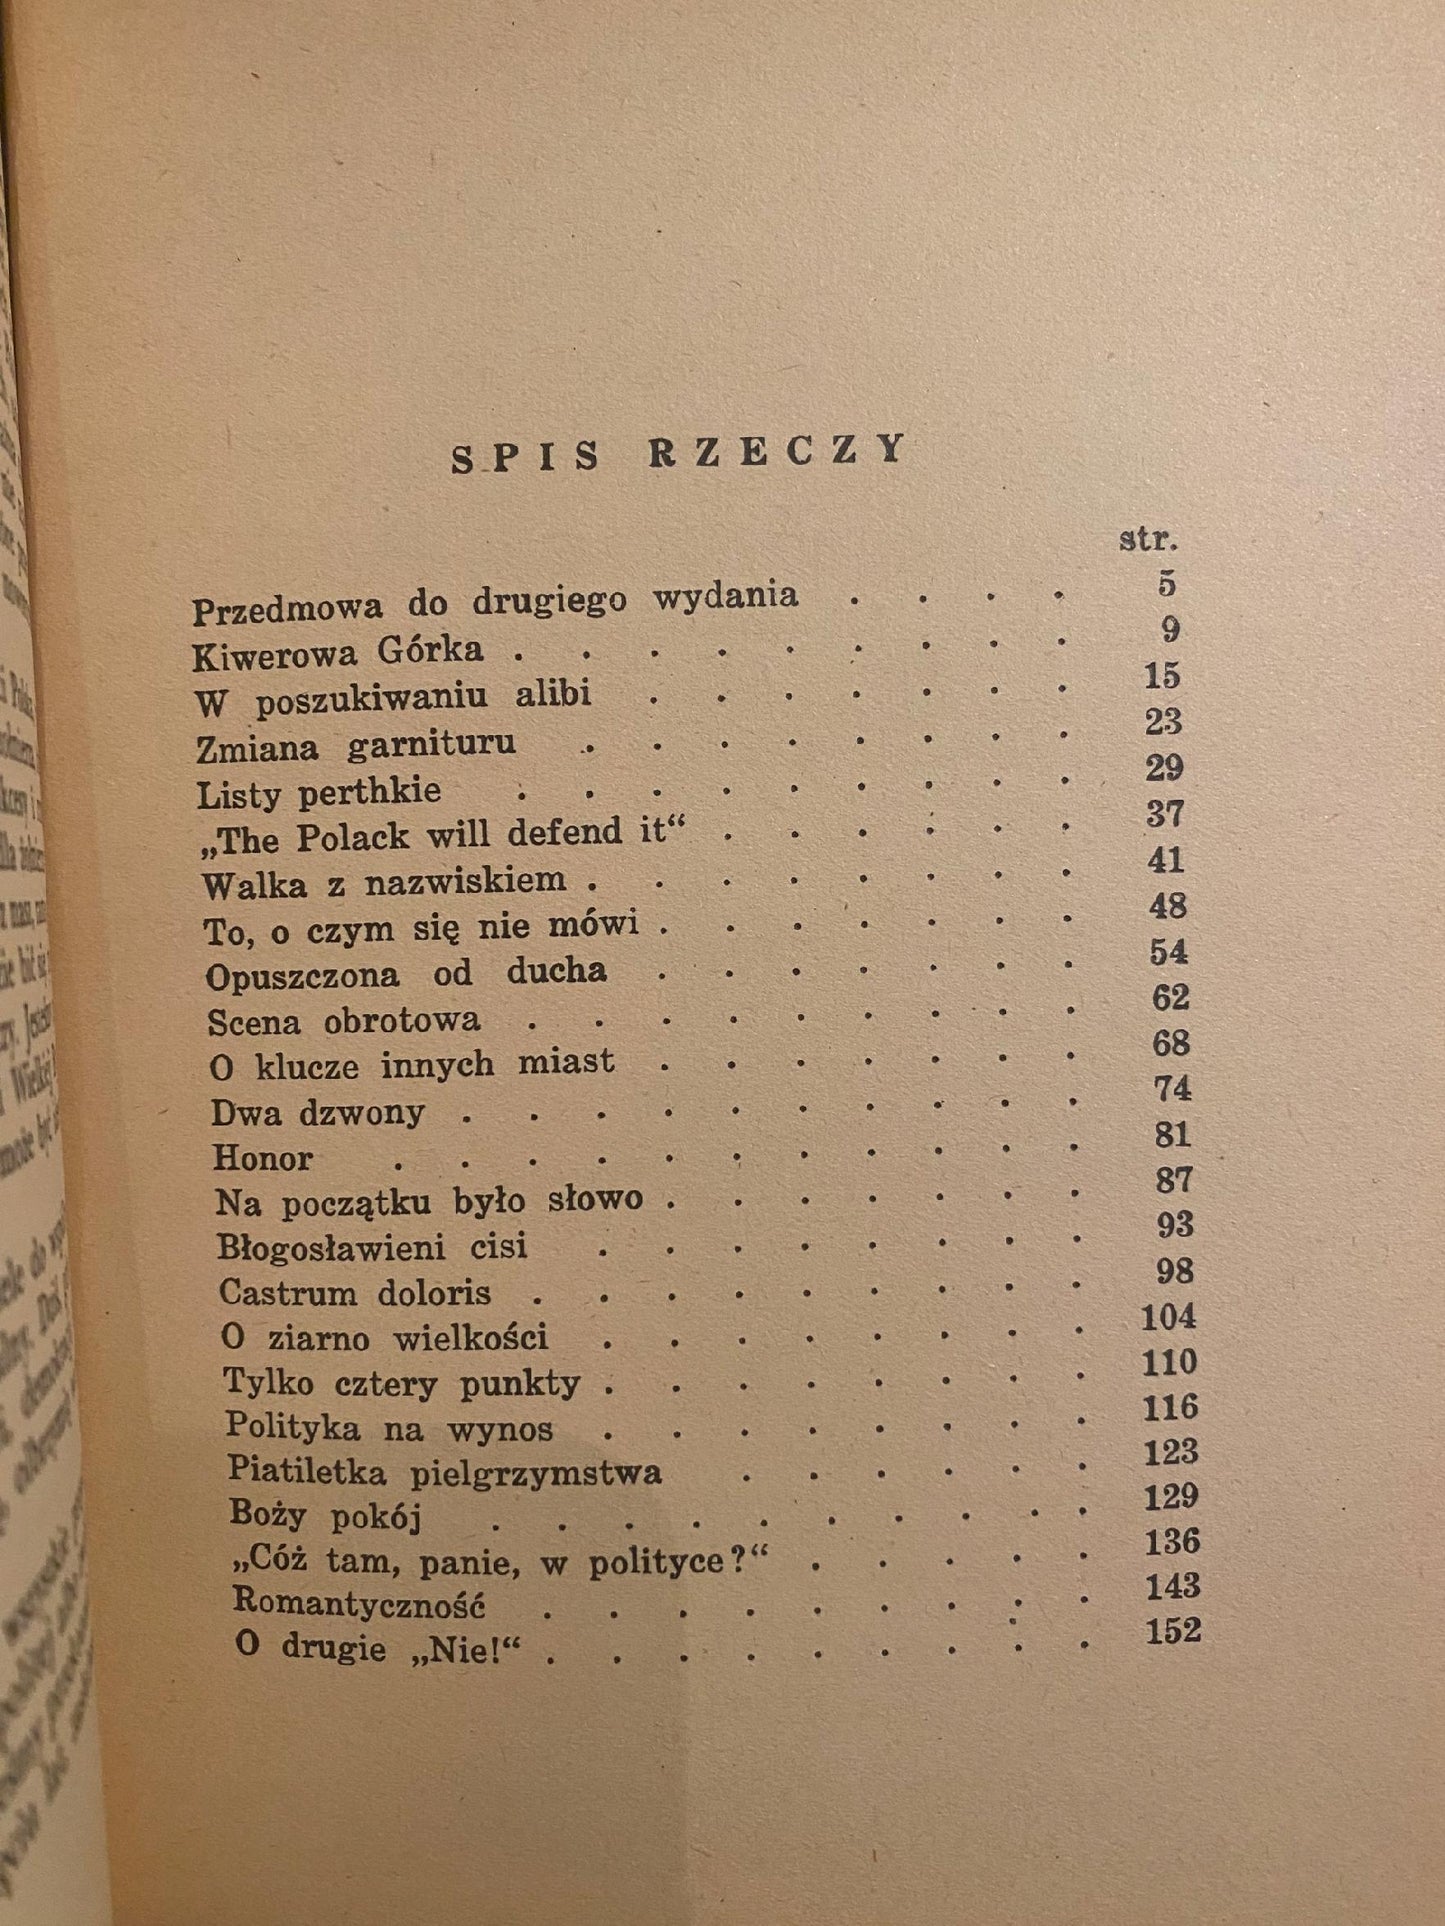 SPIS RZECZY
str.
Przedmowa do drugiego wydania . . . . 5
Kiwerowa Górka . . . . . . . . . 9
W poszukiwaniu alibi . . . . . . . 15
Zmiana garnituru . . . . . . . . 23
Listy perthkie . . . . . . . . . 29
„The Polack will defend it“ . . . . . . 37
Walka z nazwiskiem . . . . . . . . 41
To, o czym się nie mówi . . . . . . . 48
Opuszczona od ducha . . . . . . . 54
Scena obrotowa . . . . . . . . . 62
O klucze innych miast . . . . . . . 68
Dwa dzwony . . . . . . . . . . 74
Honor . . . . . . . . . . . 81
Na początku było słowo . . . . . . . 87
Błogosławieni cisi . . . . . . . . 93
Castrum doloris . . . . . . . . . 98
O ziarno wielkości . . . . . . . . 104
Tylko cztery punkty . . . . . . . . 110
Polityka na wynos . . . . . . . . 116
Piatiletka pielgrzymstwa . . . . . . 123
Boży pokój . . . . . . . . . . 129
„Cóż tam, panie, w polityce?“ . . . . . 136
Romantyczność . . . . . . . . . 143
O drugie „Nie!“ . . . . . . . . . 152